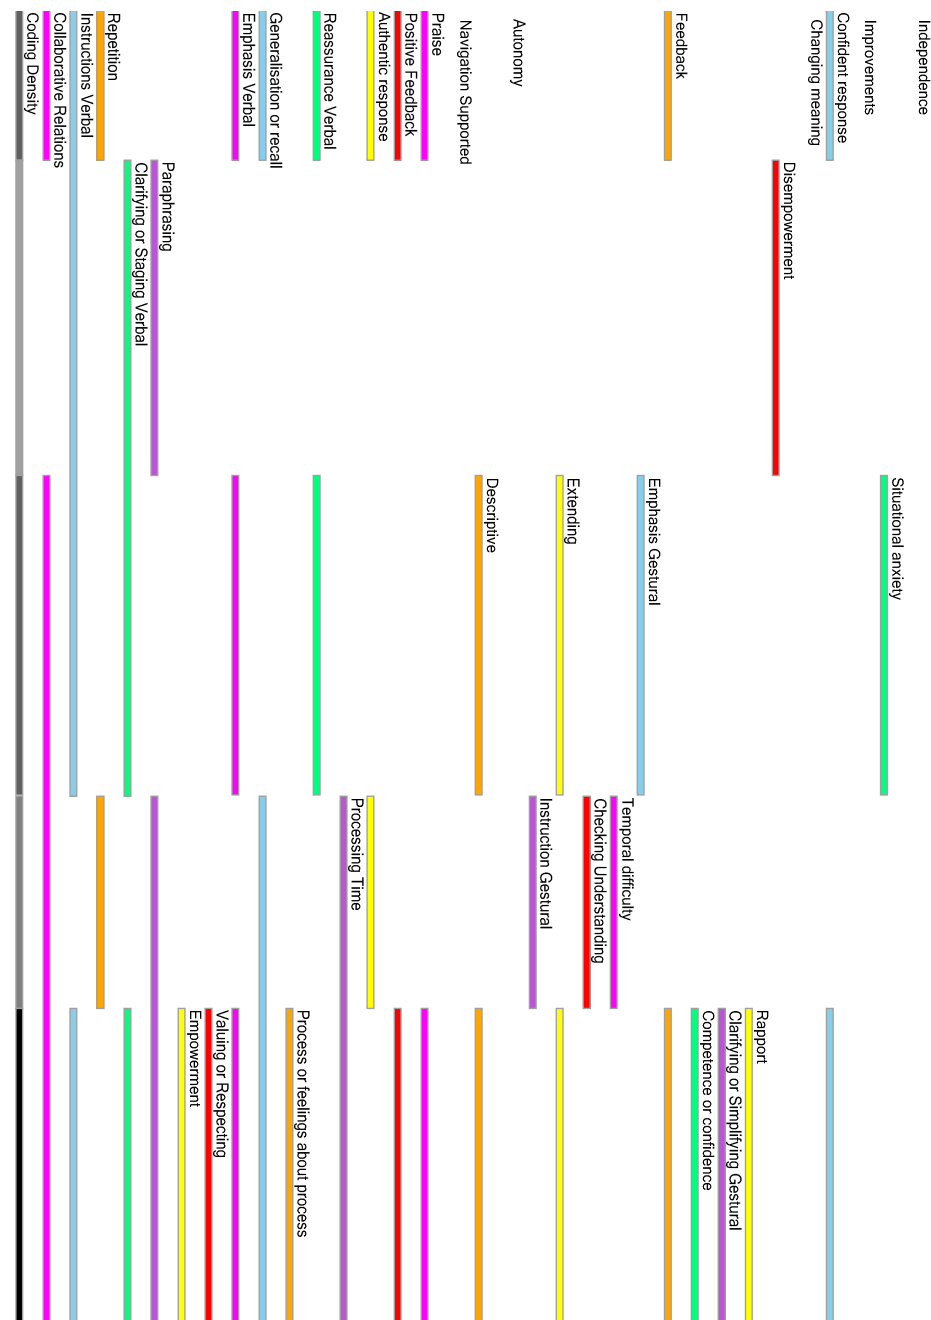 Coding Density
Collaborative Relations
Instructions Verbal
Repetition
Clarifying or Staging Verbal
Paraphrasing
Empowerment
Valuing or Respecting
Emphasis Verbal
Generalisation or recall
Process or feelings about process
Reassurance Verbal
Processing Time
Authentic response
Positive Feedback
Praise
Navigation Supported
Descriptive
Autonomy
Instruction Gestural
Extending
Checking Understanding
Temporal difficulty
Emphasis Gestural
Feedback
Competence or confidence
Clarifying or Simplifying Gestural
Rapport
Disempowerment
Changing meaning
Confident response
Improvements
Situational anxiety
Independence